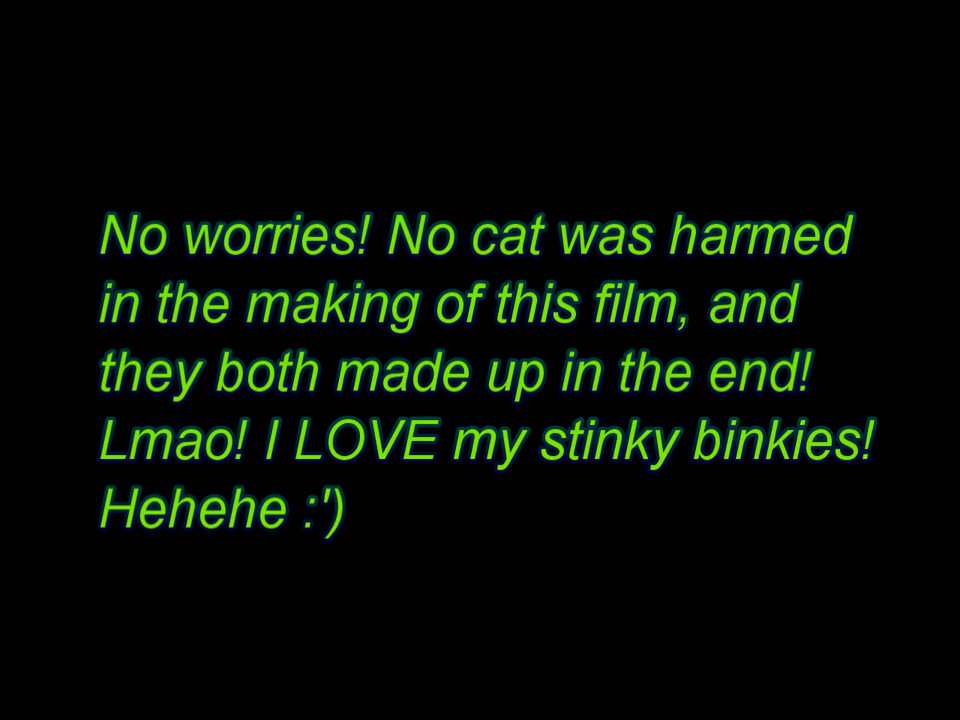 No worries! No cat was harmed
in the making of this film, and
they both made up in the end!
Lmao! I LOVE my stinky binkies!
Hehehe :')